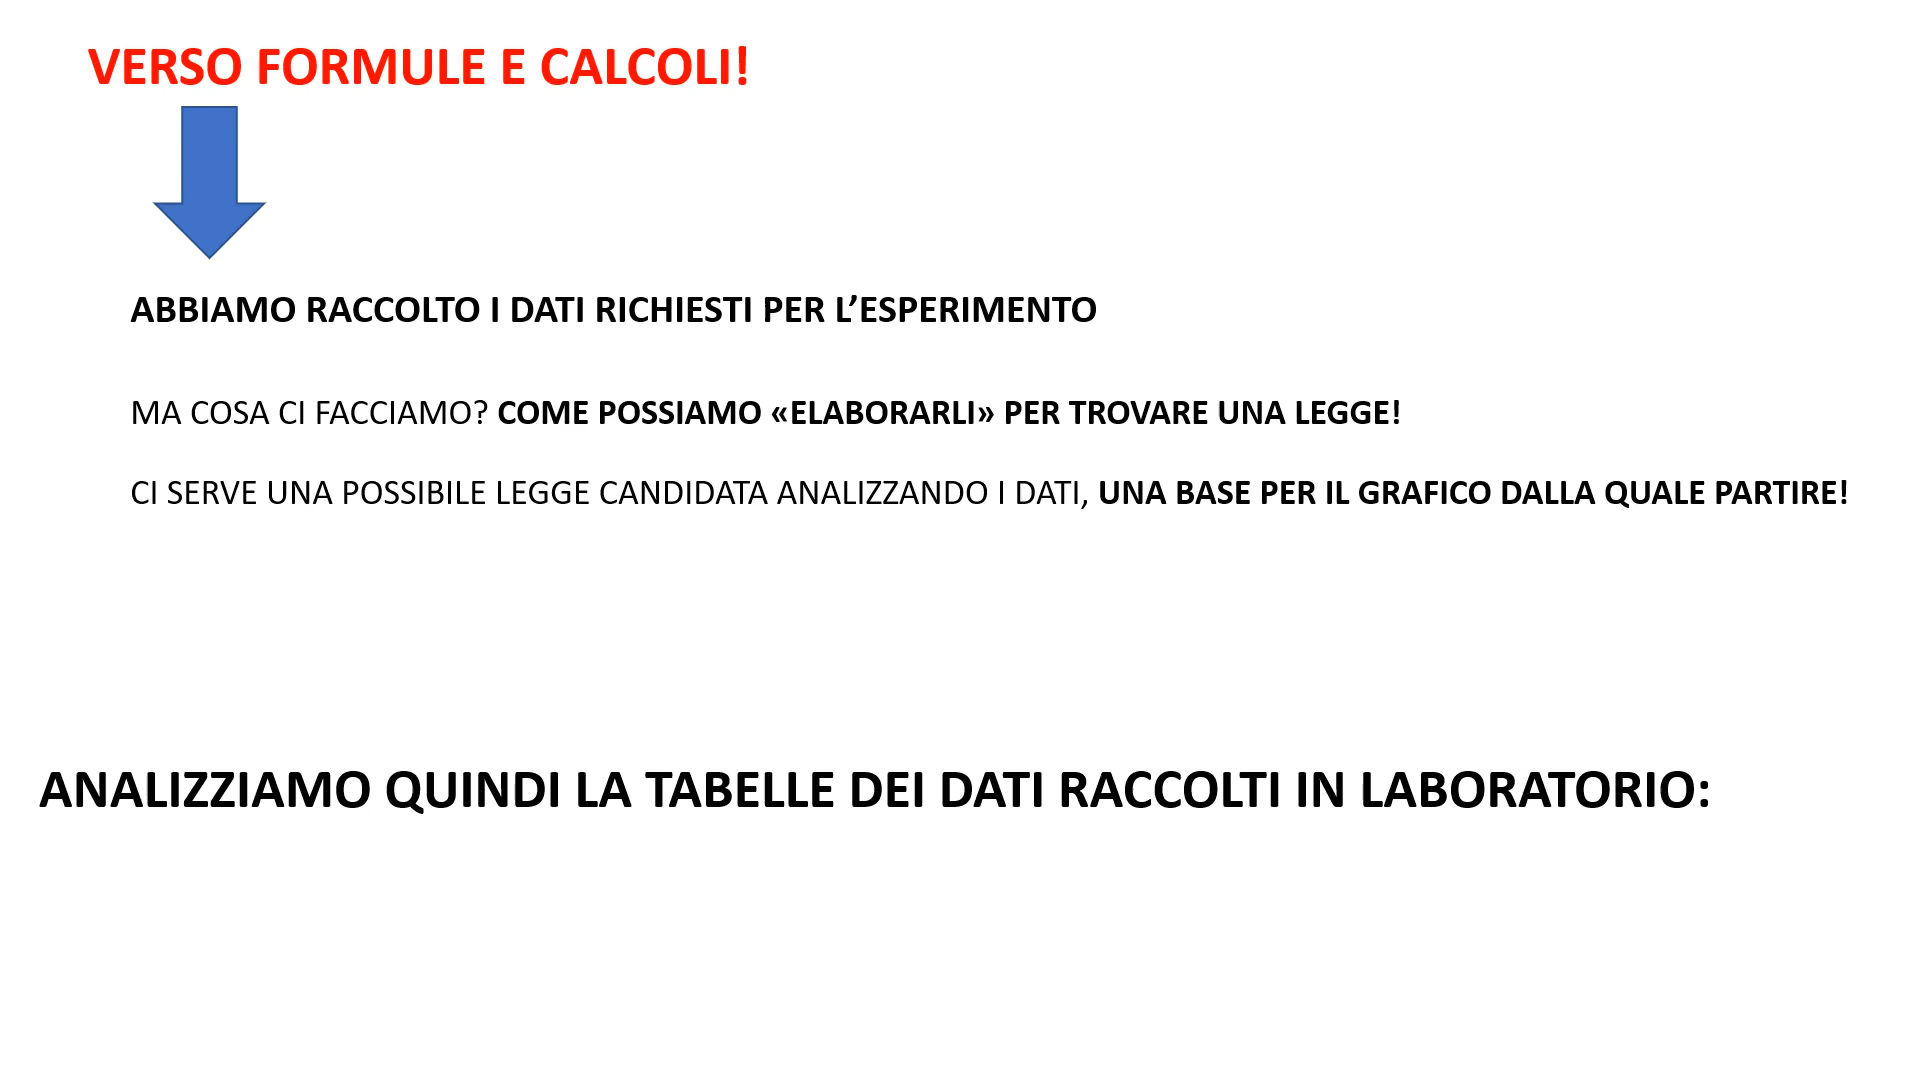 VERSO FORMULE E CALCOLI!
ABBIAMO RACCOLTO I DATI RICHIESTI PER L’ESPERIMENTO
MA COSA CI FACCIAMO? COME POSSIAMO «ELABORARLI» PER TROVARE UNA LEGGE!
CI SERVE UNA POSSIBILE LEGGE CANDIDATA ANALIZZANDO I DATI, UNA BASE PER IL GRAFICO DALLA QUALE PARTIRE!
ANALIZZIAMO QUINDI LA TABELLE DEI DATI RACCOLTI IN LABORATORIO: